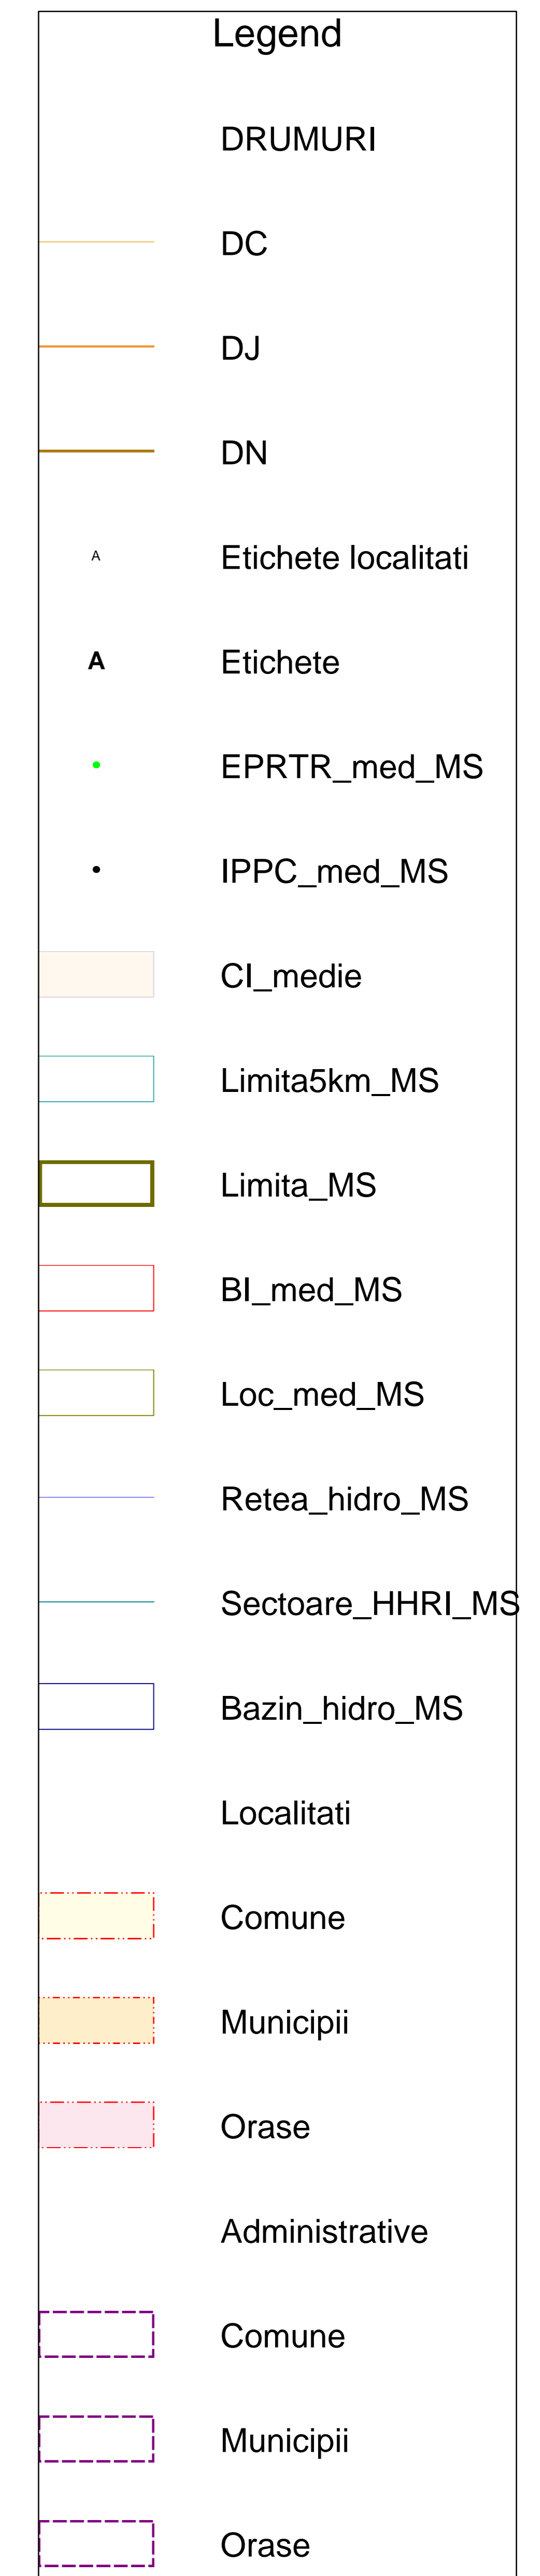 Legend
DRUMURI
DC
DJ
DN
A Etichete localitati
A Etichete
EPRTR_med_MS
IPPC_med_MS
CI_medie
Limita5km_MS
Limita_MS
BI_med_MS
Loc_med_MS
Retea_hidro_MS
Sectoare_HHRI_MS
Bazin_hidro_MS
Localitati
Comune
Municipii
Orase
Administrative
Comune
Municipii
Orase